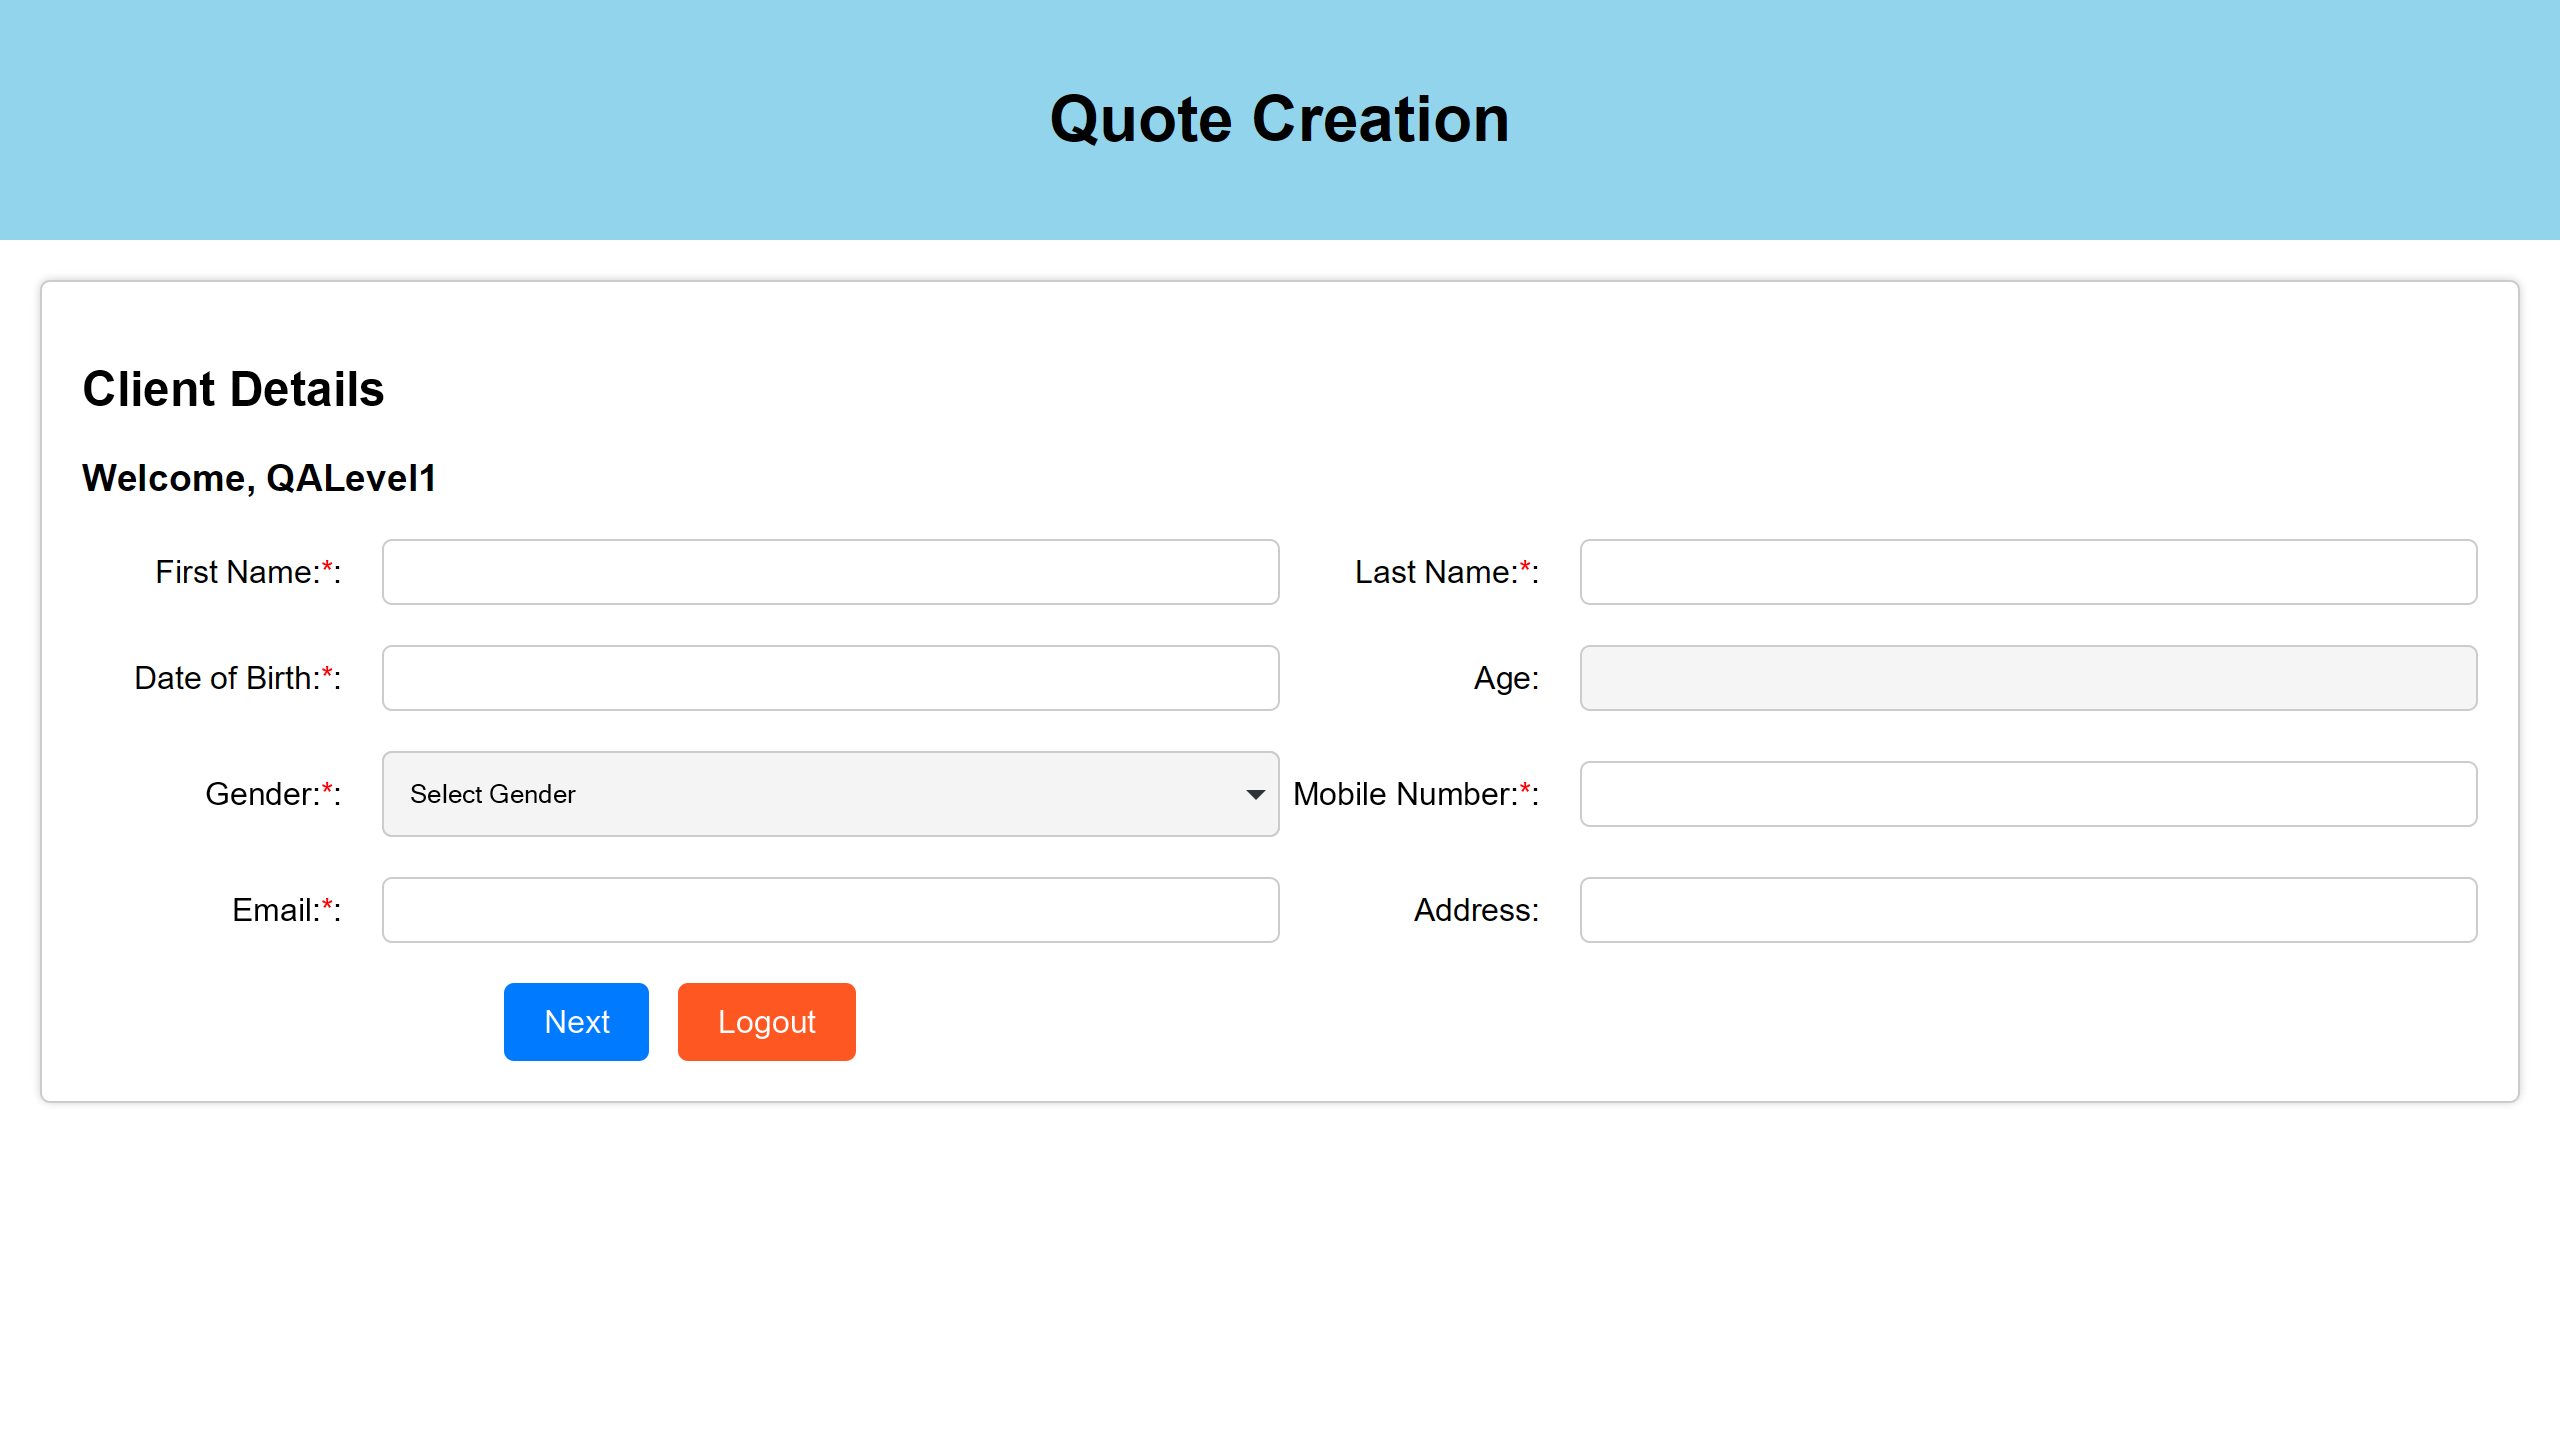 Quote Creation
Client Details
Welcome, QALevel1
First Name:*:
Last Name:*:
Date of Birth:*:
Age:
Gender:*:
Select Gender
Mobile Number:*:
Email:*:
Address:
Next
Logout